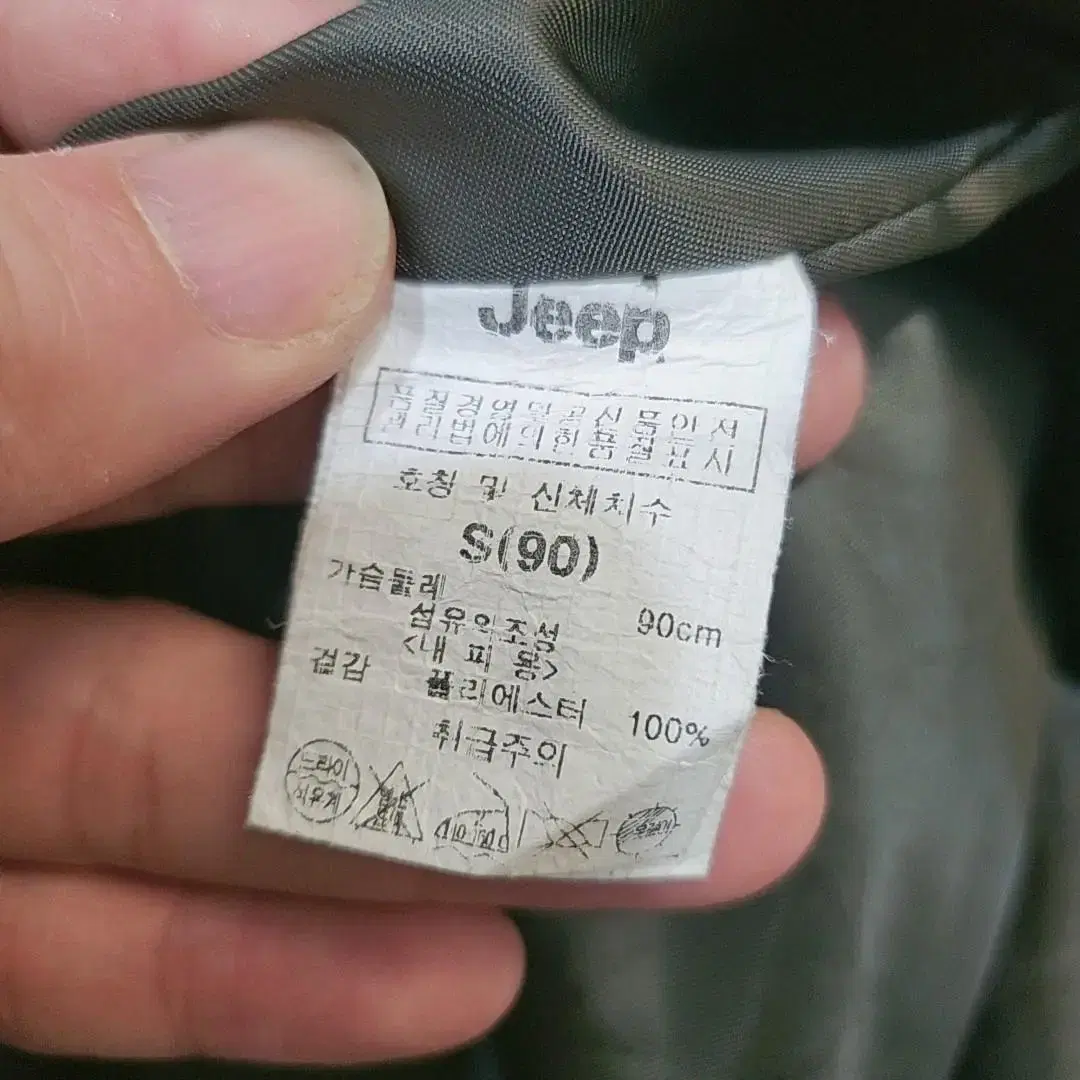 Jeep
품질경영및공산품안전
관리법에의한품질표시
호칭 및 신체치수
S(90)
가슴둘레 90cm
섬유의조성
<내 피 용>
겉감 폴리에스터 100%
취급주의
드라이
석유계